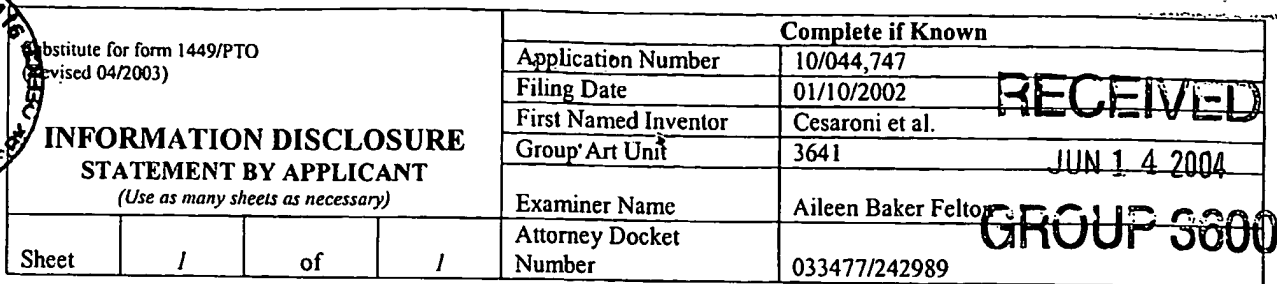 Substitute for form 1449/PTO
(Revised 04/2003)
INFORMATION DISCLOSURE
STATEMENT BY APPLICANT
(Use as many sheets as necessary)
Sheet 1 of 1
Complete if Known
Application Number 10/044,747
Filing Date 01/10/2002
First Named Inventor Cesaroni et al.
Group Art Unit 3641
Examiner Name Aileen Baker Felton
Attorney Docket
Number 033477/242989
RECEIVED
JUN 14 2004
GROUP 3600